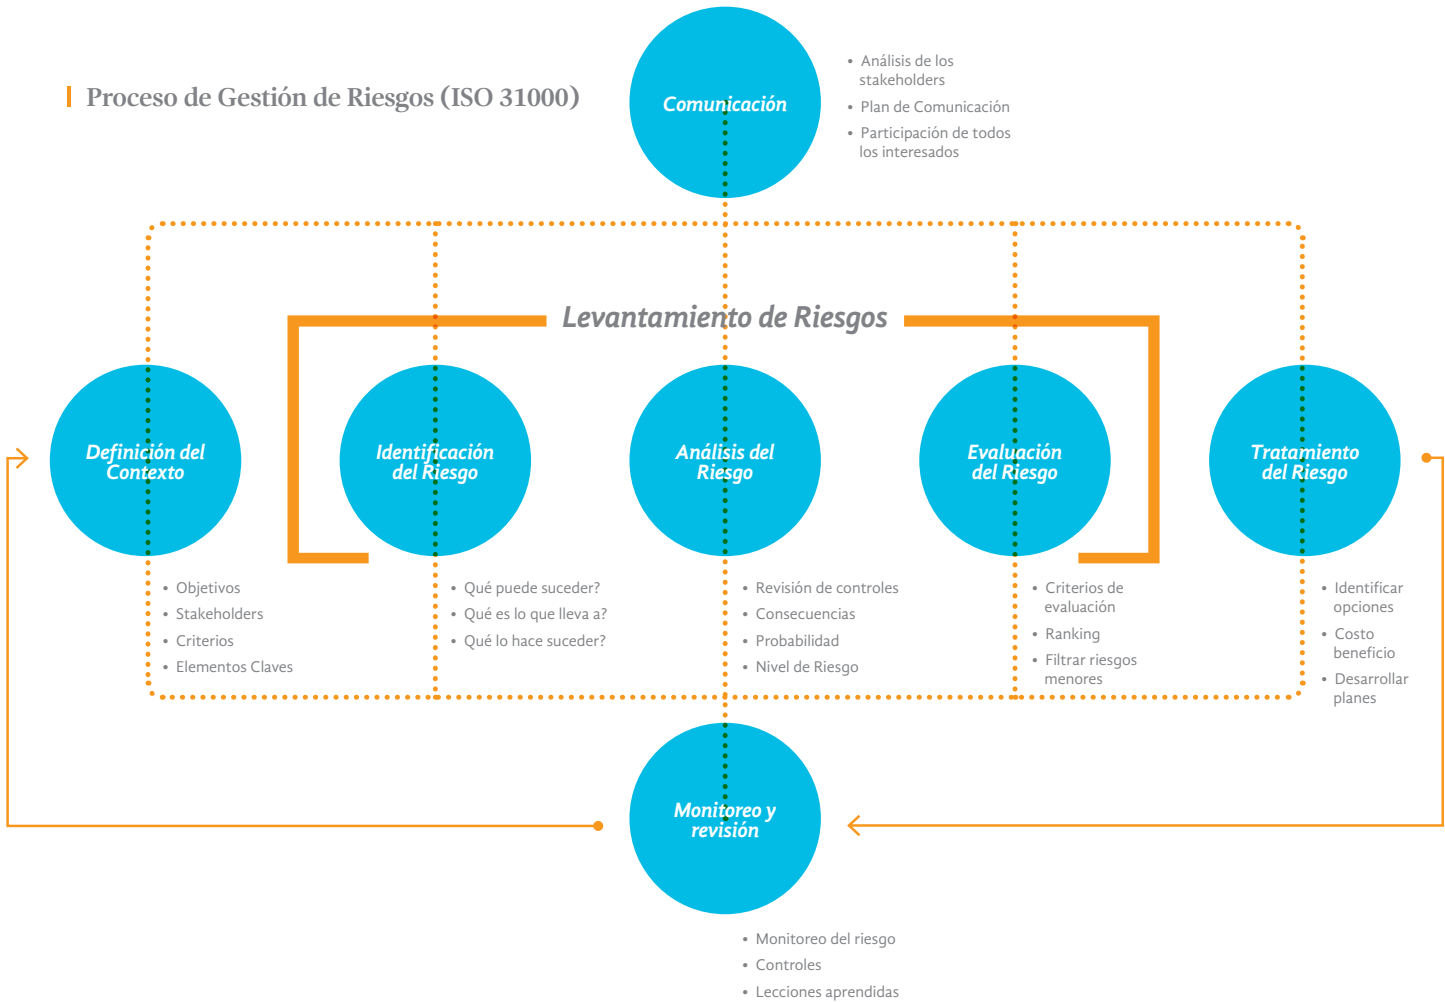 Proceso de Gestión de Riesgos (ISO 31000)
Comunicación
• Análisis de los
stakeholders
• Plan de Comunicación
• Participación de todos
los interesados
Levantamiento de Riesgos
Definición del
Contexto
• Objetivos
• Stakeholders
• Criterios
• Elementos Claves
Identificación
del Riesgo
• Qué puede suceder?
• Qué es lo que lleva a?
• Qué lo hace suceder?
Análisis del
Riesgo
• Revisión de controles
• Consecuencias
• Probabilidad
• Nivel de Riesgo
Evaluación
del Riesgo
• Criterios de
evaluación
• Ranking
• Filtrar riesgos
menores
Tratamiento
del Riesgo
• Identificar
opciones
• Costo
beneficio
• Desarrollar
planes
Monitoreo y
revisión
• Monitoreo del riesgo
• Controles
• Lecciones aprendidas